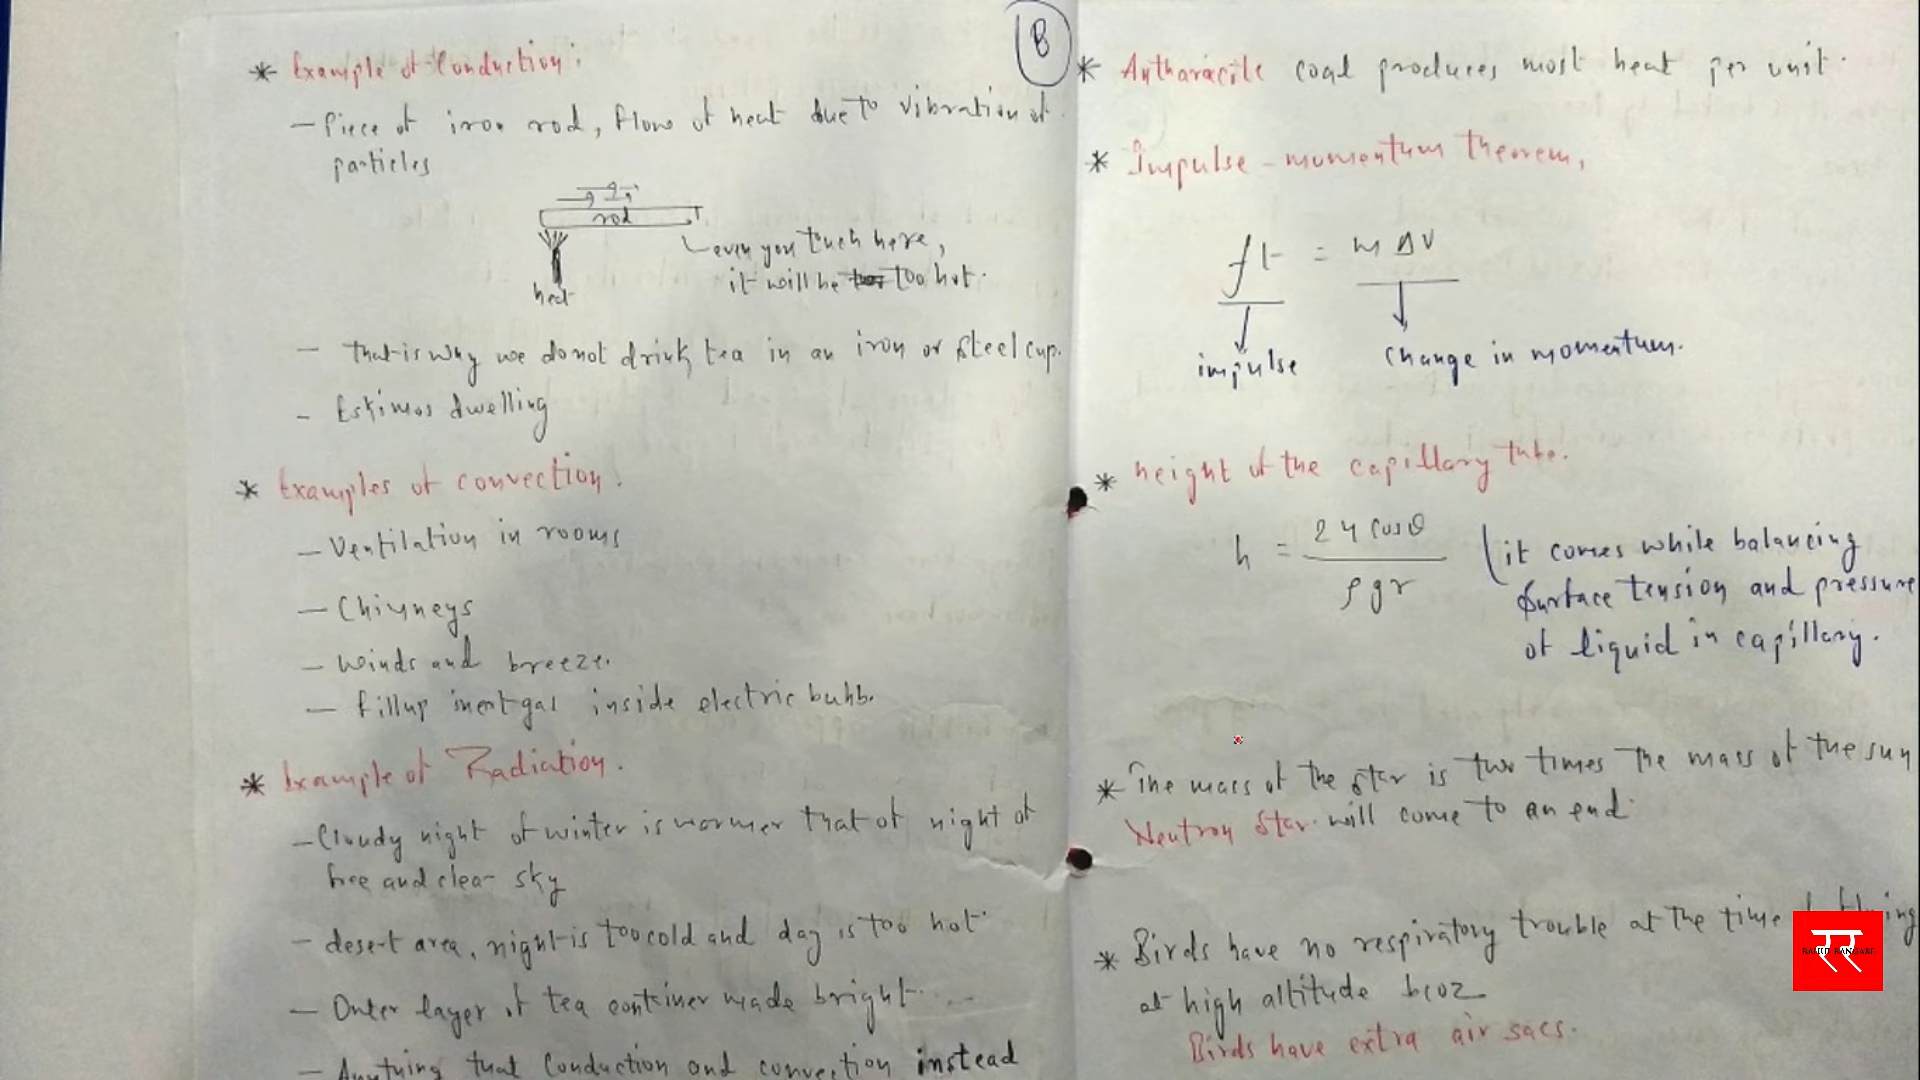 B
* Example of Conduction:
- Piece of iron rod, flow of heat due to vibration of
particles
rod
heat
even you touch here,
it will be too hot.
- That is why we do not drink tea in an iron or steel cup.
- Eskimos dwelling
* Examples of convection.
- Ventilation in rooms
- Chimneys
- Winds and breeze.
- fillup inert gas inside electric bulb.
* Example of Radiation.
- Cloudy night of winter is warmer that of night of
free and clear sky
- desert area, night is too cold and day is too hot.
- Outer layer of tea container made bright.
- Anything that Conduction and convection instead
* Antharacite coal produces most heat per unit.
* Impulse-momentum theorem,
ft = m Δv
impulse
change in momentum.
* height of the capillary tube.
h = 2 4 cosθ / ρgr
(it comes while balancing
surface tension and pressure
of liquid in capillary.
* The mass of the star is two times the mass of the sun
Neutron star will come to an end.
* Birds have no respiratory trouble at the time of flying
at high altitude bcoz
Birds have extra air sacs.